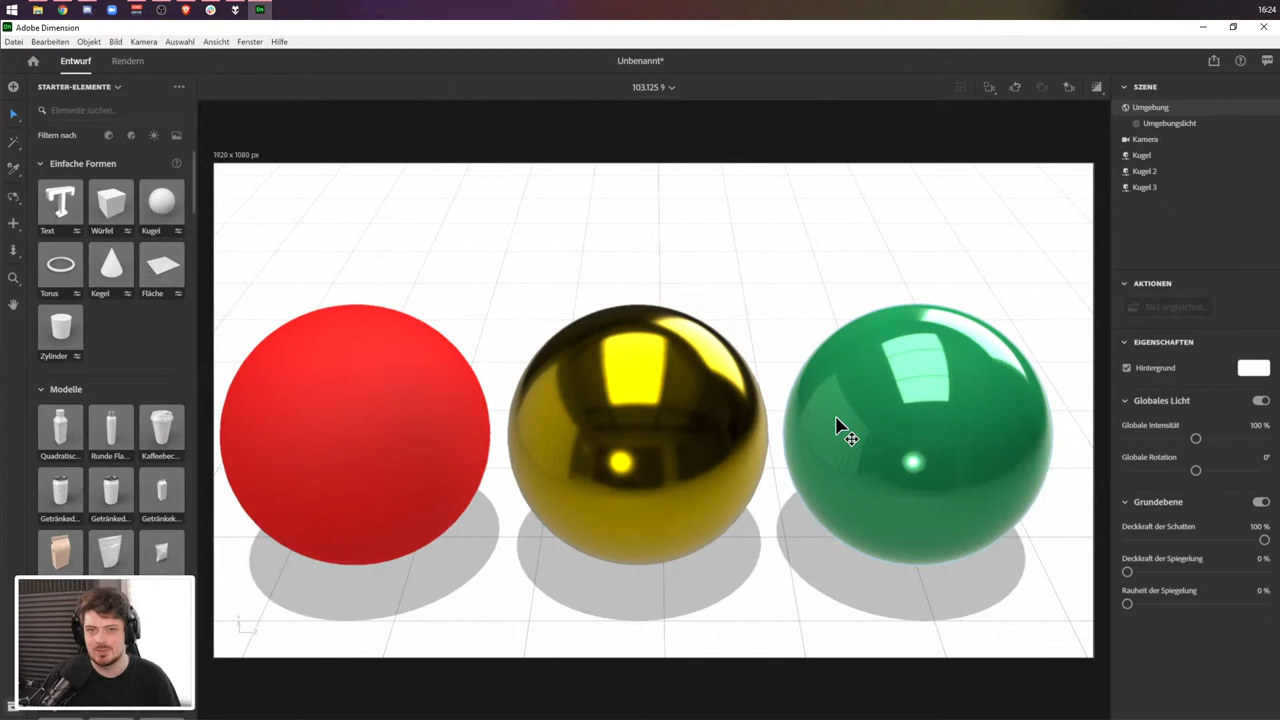 16:24
Adobe Dimension
Datei Bearbeiten Objekt Bild Kamera Auswahl Ansicht Fenster Hilfe
Entwurf Rendern Unbenannt*
STARTER-ELEMENTE
103.125 9
SZENE
Umgebung
Umgebungslicht
Kamera
Kugel
Kugel 2
Kugel 3
Elemente suchen...
Filtern nach
Einfache Formen
Text Würfel Kugel
Torus Kegel Fläche
Zylinder
Modelle
Quadratisc... Runde Fla... Kaffeebec...
Getränked... Getränked... Getränkek...
1920 x 1080 px
AKTIONEN
Bild angleichen...
EIGENSCHAFTEN
Hintergrund
Globales Licht
Globale Intensität 100 %
Globale Rotation 0°
Grundebene
Deckkraft der Schatten 100 %
Deckkraft der Spiegelung 0 %
Rauheit der Spiegelung 0 %